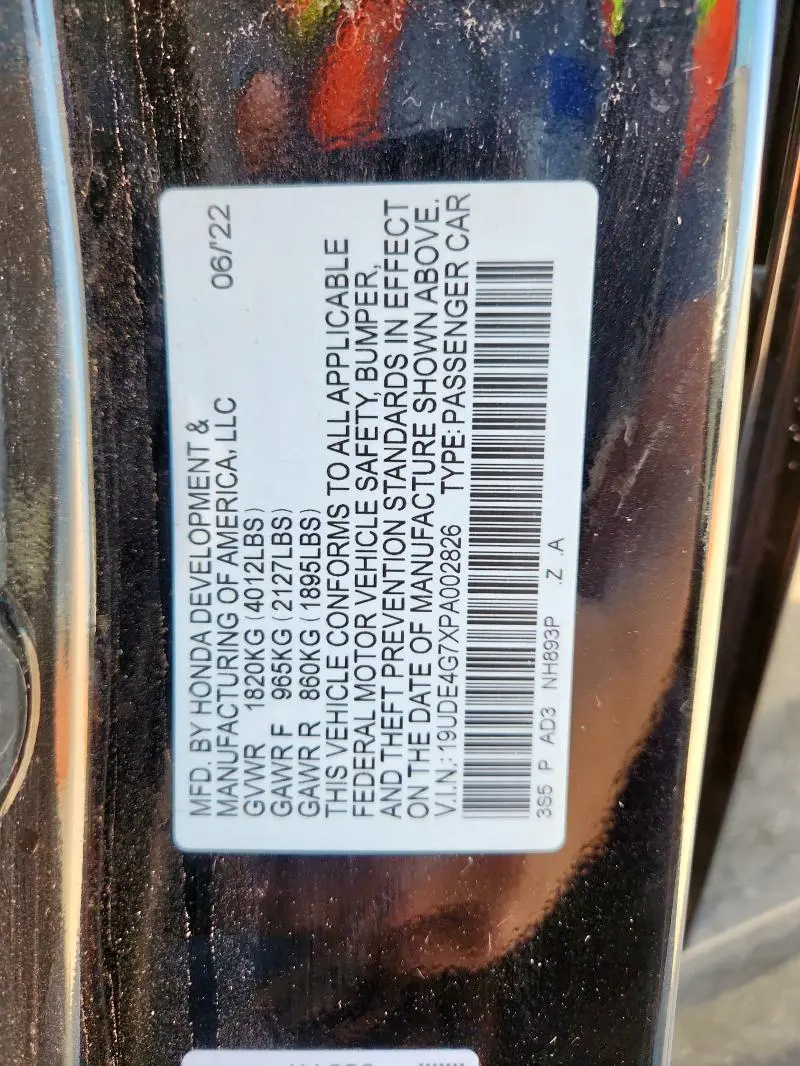 MFD. BY HONDA DEVELOPMENT &
MANUFACTURING OF AMERICA, LLC 06/'22
GVWR 1820KG (4012LBS)
GAWR F 965KG (2127LBS)
GAWR R 860KG (1895LBS)
THIS VEHICLE CONFORMS TO ALL APPLICABLE
FEDERAL MOTOR VEHICLE SAFETY, BUMPER,
AND THEFT PREVENTION STANDARDS IN EFFECT
ON THE DATE OF MANUFACTURE SHOWN ABOVE.
V.I.N.: 19UDE4G7XPA002826 TYPE: PASSENGER CAR
3S5 P AD3 NH893P .Z .A